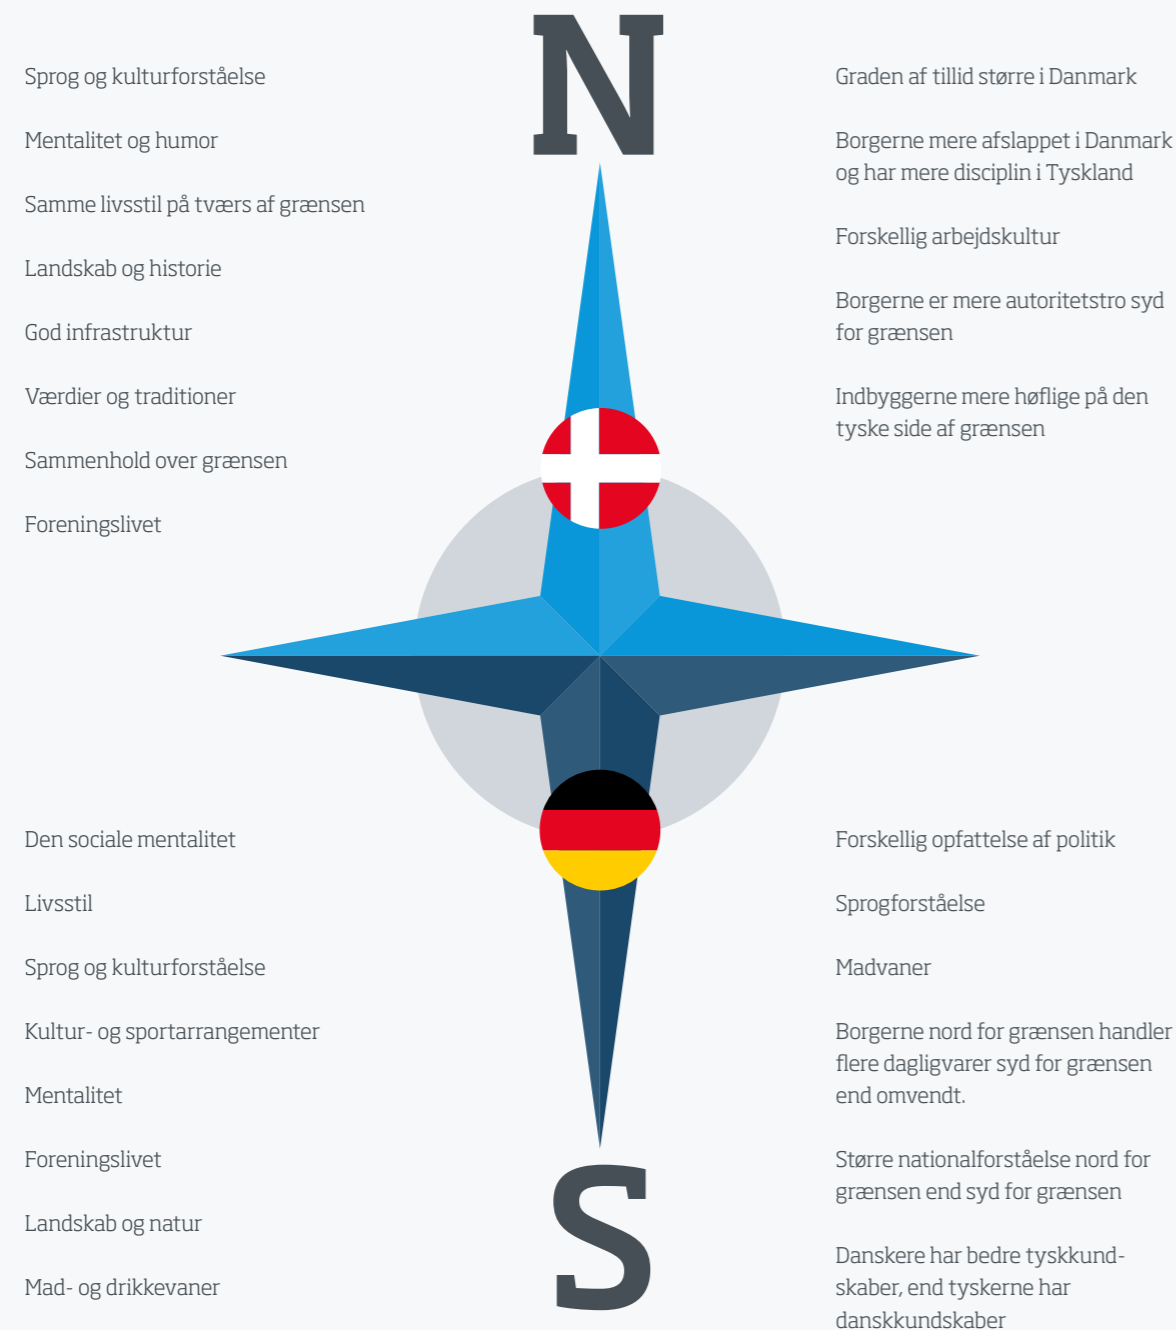 N
Sprog og kulturforståelse
Mentalitet og humor
Samme livsstil på tværs af grænsen
Landskab og historie
God infrastruktur
Værdier og traditioner
Sammenhold over grænsen
Foreningslivet
Graden af tillid større i Danmark
Borgerne mere afslappet i Danmark
og har mere disciplin i Tyskland
Forskellig arbejdskultur
Borgerne er mere autoritetstro syd
for grænsen
Indbyggerne mere høflige på den
tyske side af grænsen
Den sociale mentalitet
Livsstil
Sprog og kulturforståelse
Kultur- og sportarrangementer
Mentalitet
Foreningslivet
Landskab og natur
Mad- og drikkevaner
Forskellig opfattelse af politik
Sprogforståelse
Madvaner
Borgerne nord for grænsen handler
flere dagligvarer syd for grænsen
end omvendt.
Større nationalforståelse nord for
grænsen end syd for grænsen
Danskere har bedre tyskkund-
skaber, end tyskerne har
danskkundskaber
S